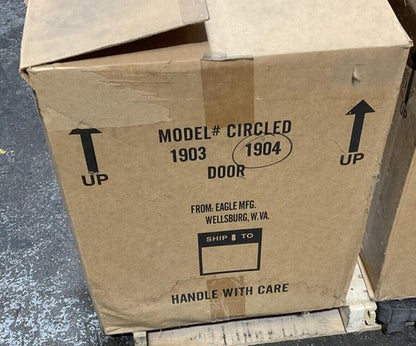 MODEL# CIRCLED
1903 1904
DOOR
UP
UP
FROM: EAGLE MFG.
WELLSBURG, W.VA.
SHIP TO
HANDLE WITH CARE